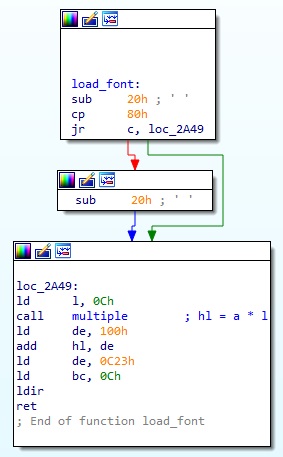 load_font:
sub 20h ; ' '
cp 80h
jr c, loc_2A49
sub 20h ; ' '
loc_2A49:
ld l, 0Ch
call multiple ; hl = a * l
ld de, 100h
add hl, de
ld de, 0C23h
ld bc, 0Ch
ldir
ret
; End of function load_font